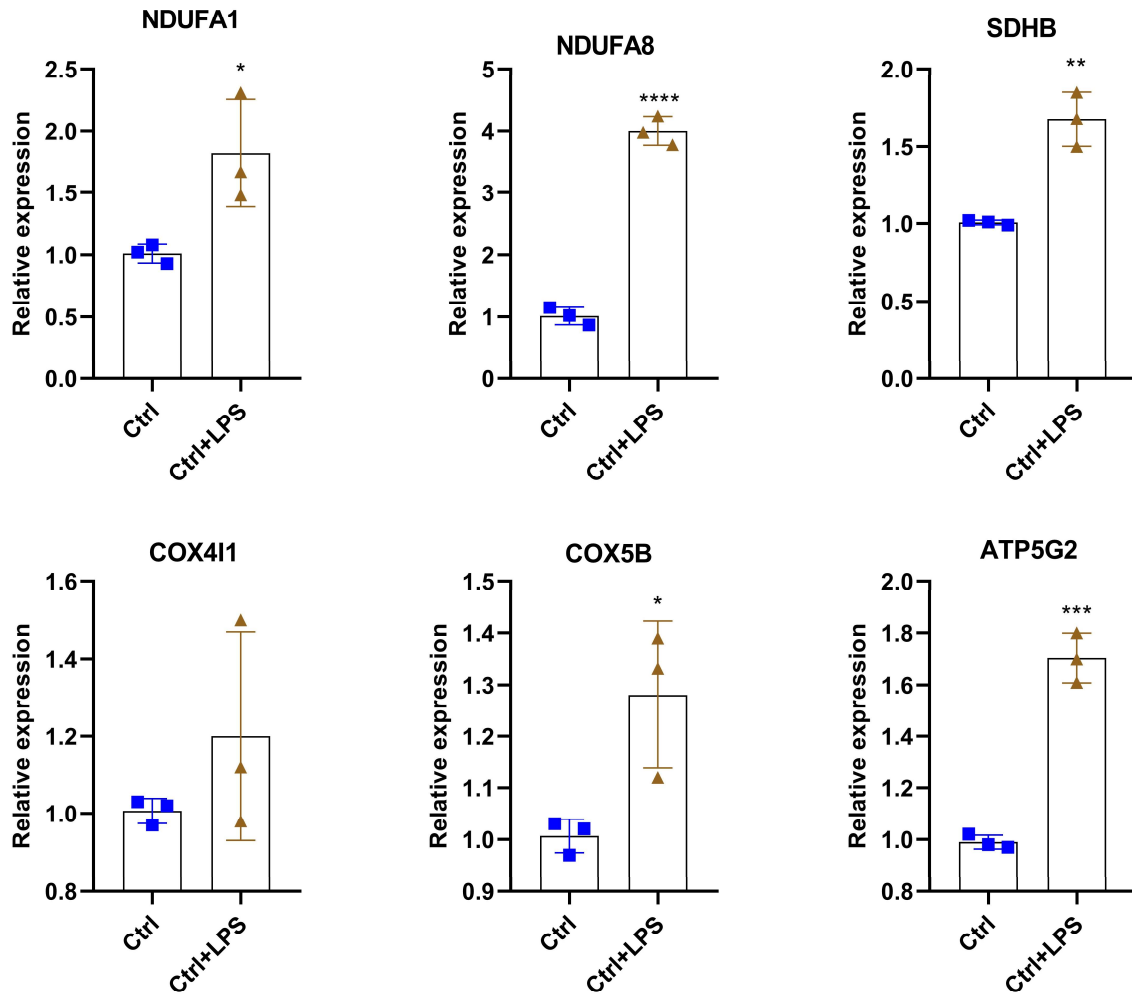 NDUFA1
*
Relative expression
2.5
2.0
1.5
1.0
0.5
0.0
Ctrl
Ctrl+LPS
NDUFA8
****
Relative expression
5
4
3
2
1
0
Ctrl
Ctrl+LPS
SDHB
**
Relative expression
2.0
1.5
1.0
0.5
0.0
Ctrl
Ctrl+LPS
COX4I1
Relative expression
1.6
1.4
1.2
1.0
0.8
Ctrl
Ctrl+LPS
COX5B
*
Relative expression
1.5
1.4
1.3
1.2
1.1
1.0
0.9
Ctrl
Ctrl+LPS
ATP5G2
***
Relative expression
2.0
1.8
1.6
1.4
1.2
1.0
0.8
Ctrl
Ctrl+LPS